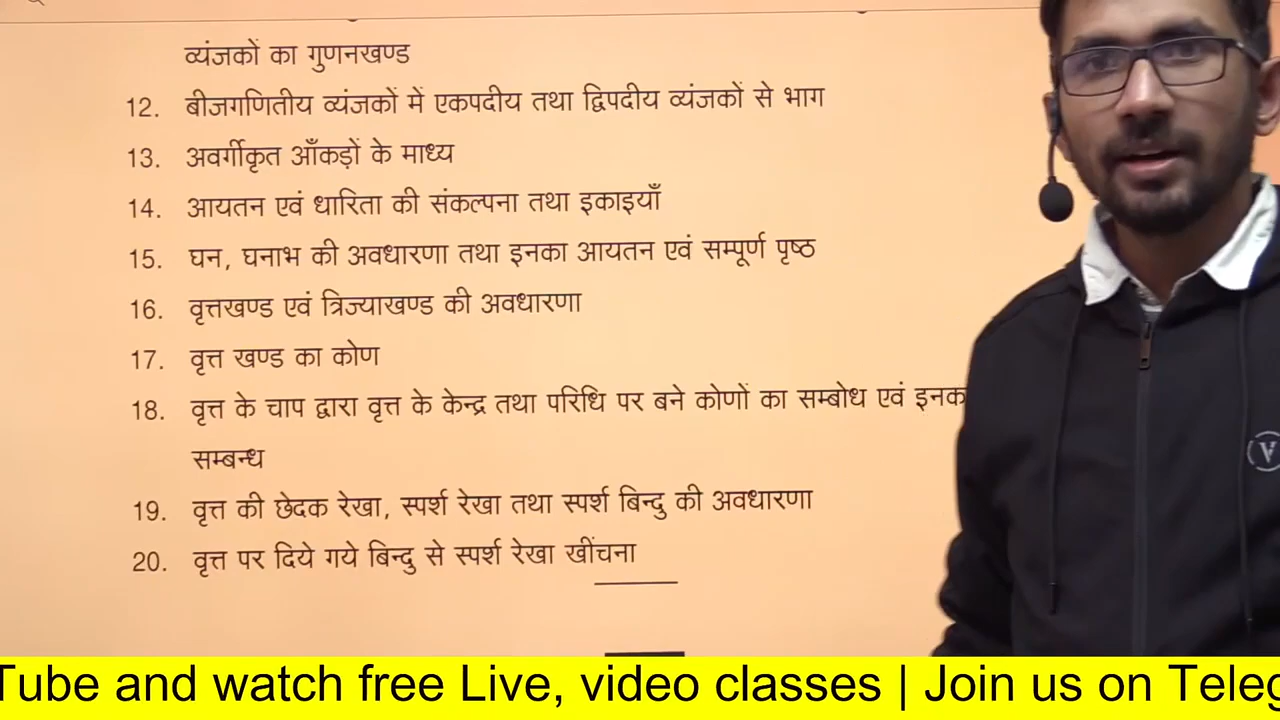 व्यंजकों का गुणनखण्ड
12. बीजगणितीय व्यंजकों में एकपदीय तथा द्विपदीय व्यंजकों से भाग
13. अवर्गीकृत आँकड़ों के माध्य
14. आयतन एवं धारिता की संकल्पना तथा इकाइयाँ
15. घन, घनाभ की अवधारणा तथा इनका आयतन एवं सम्पूर्ण पृष्ठ
16. वृत्तखण्ड एवं त्रिज्याखण्ड की अवधारणा
17. वृत्त खण्ड का कोण
18. वृत्त के चाप द्वारा वृत्त के केन्द्र तथा परिधि पर बने कोणों का सम्बोध एवं इनक
सम्बन्ध
19. वृत्त की छेदक रेखा, स्पर्श रेखा तथा स्पर्श बिन्दु की अवधारणा
20. वृत्त पर दिये गये बिन्दु से स्पर्श रेखा खींचना
V
Tube and watch free Live, video classes | Join us on Teleg